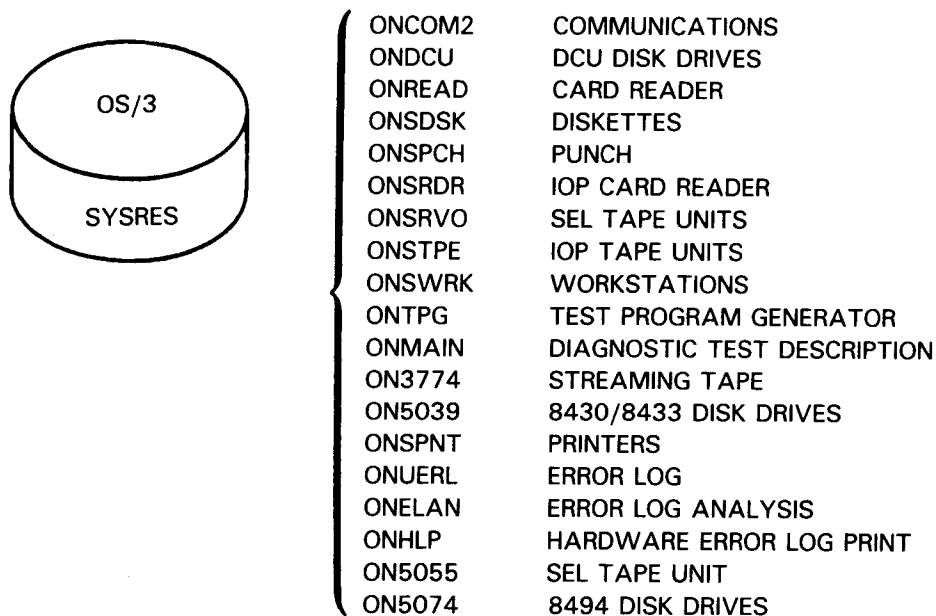 OS/3
SYSRES
ONCOM2 COMMUNICATIONS
ONDCU DCU DISK DRIVES
ONREAD CARD READER
ONSDSK DISKETTES
ONSPCH PUNCH
ONSRDR IOP CARD READER
ONSRVO SEL TAPE UNITS
ONSTPE IOP TAPE UNITS
ONSWRK WORKSTATIONS
ONTPG TEST PROGRAM GENERATOR
ONMAIN DIAGNOSTIC TEST DESCRIPTION
ON3774 STREAMING TAPE
ON5039 8430/8433 DISK DRIVES
ONSPNT PRINTERS
ONUERL ERROR LOG
ONELAN ERROR LOG ANALYSIS
ONHLP HARDWARE ERROR LOG PRINT
ON5055 SEL TAPE UNIT
ON5074 8494 DISK DRIVES